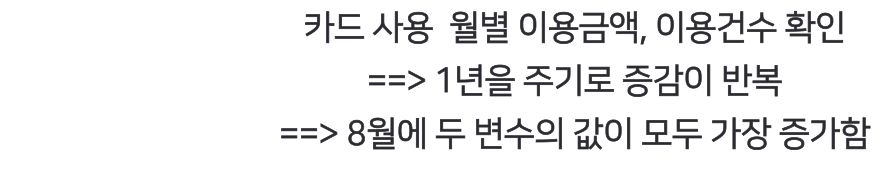 카드 사용  월별 이용금액, 이용건수 확인
==> 1년을 주기로 증감이 반복
==> 8월에 두 변수의 값이 모두 가장 증가함